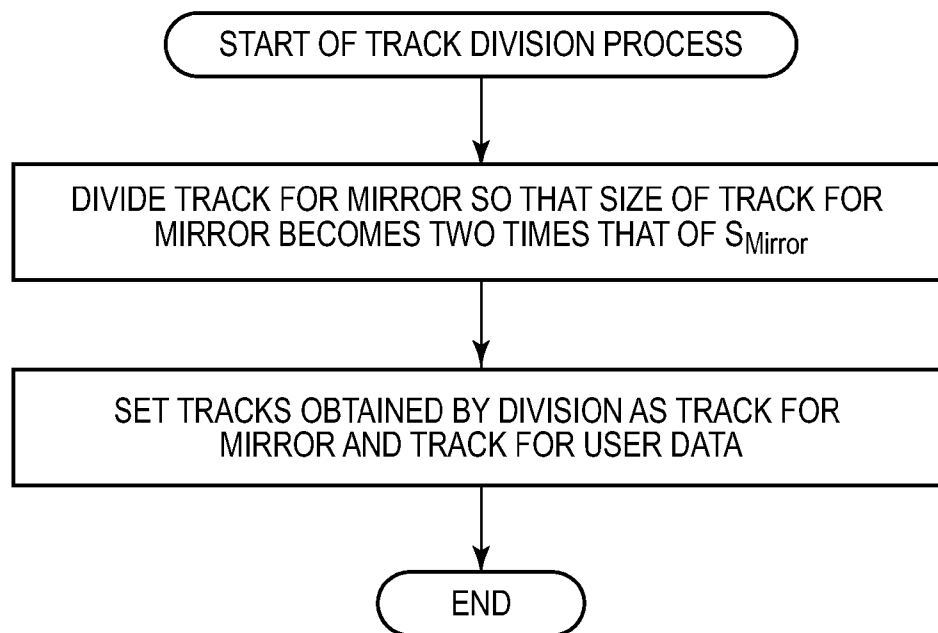 START OF TRACK DIVISION PROCESS
DIVIDE TRACK FOR MIRROR SO THAT SIZE OF TRACK FOR
MIRROR BECOMES TWO TIMES THAT OF SMirror
SET TRACKS OBTAINED BY DIVISION AS TRACK FOR
MIRROR AND TRACK FOR USER DATA
END